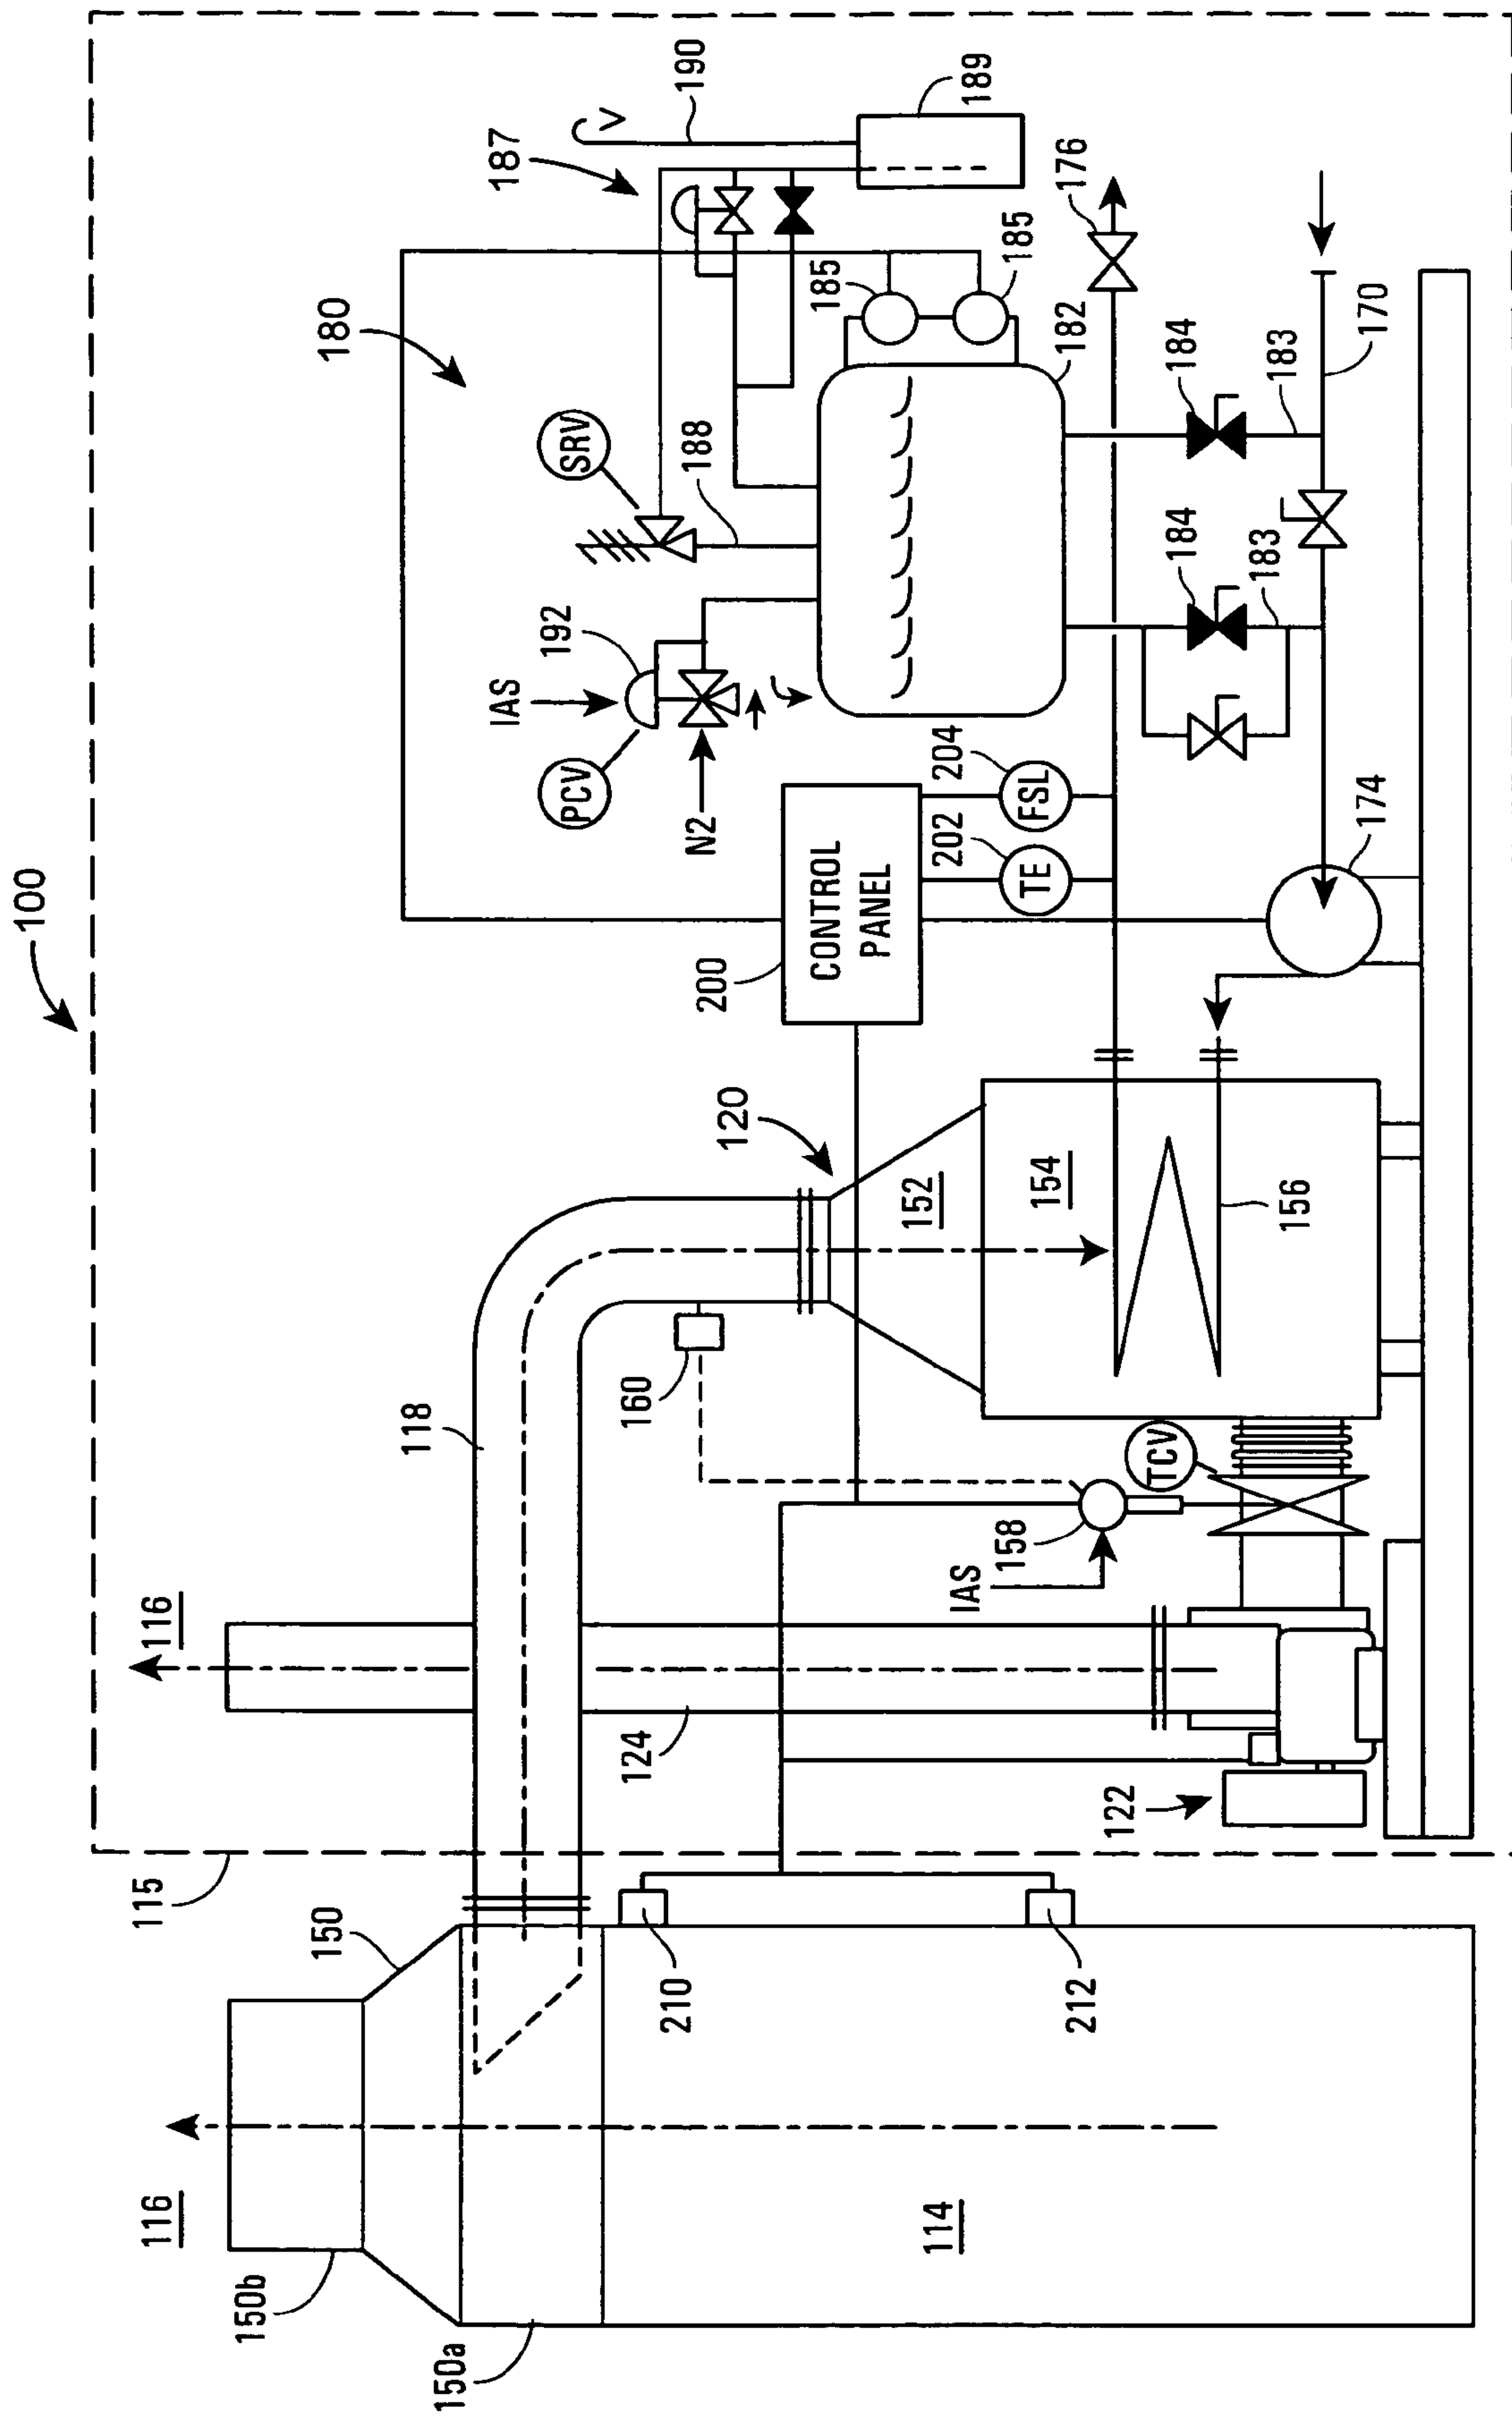 100
115
116
116
150
150b
150a
114
210
212
118
124
122
160
120
152
154
156
158
IAS
TCV
CONTROL
PANEL
200
202
TE
204
FSL
180
IAS
192
PCV
N2
SRV
188
187
190
V
189
185
185
182
176
184
184
183
183
170
174